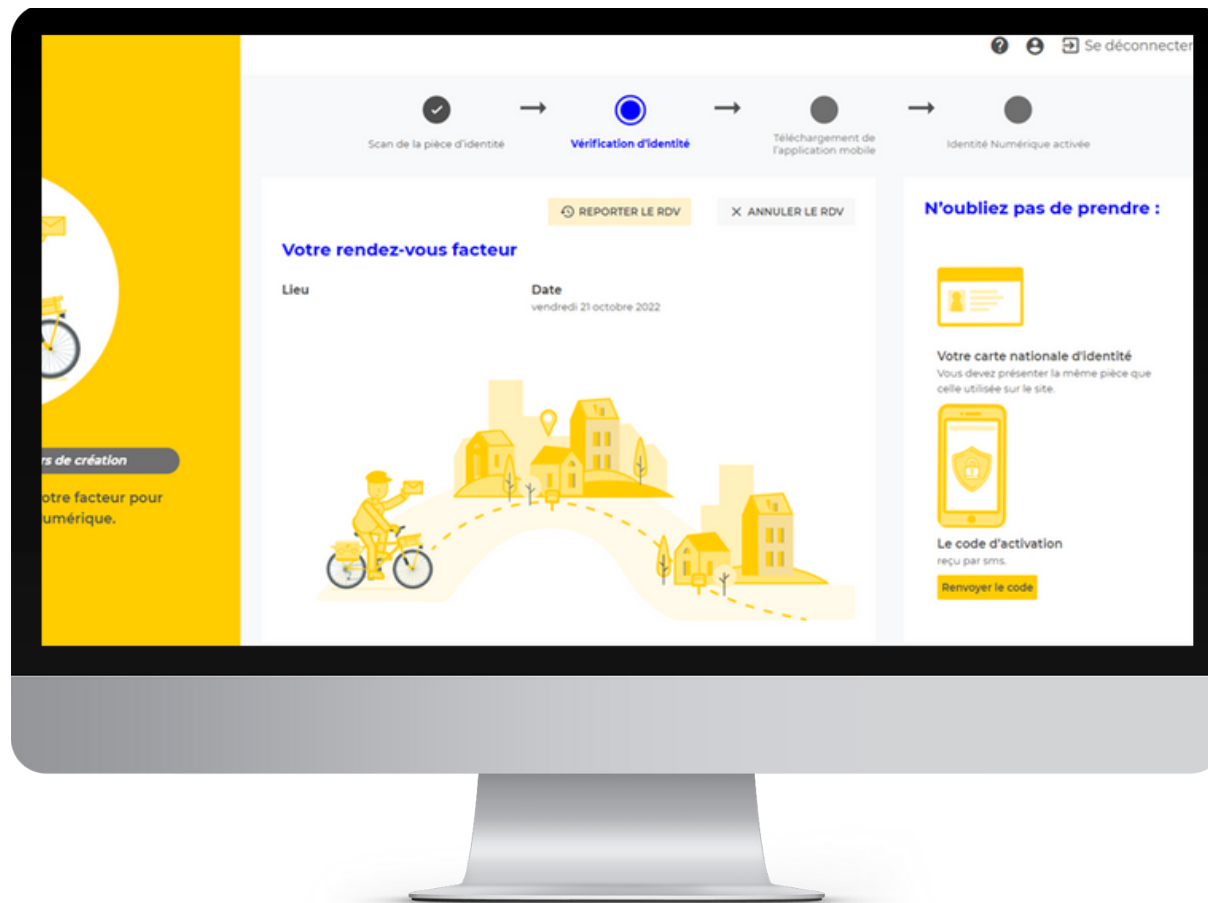 Se déconnecter
Scan de la pièce d'identité
Vérification d'identité
Téléchargement de
l'application mobile
Identité Numérique activée
REPORTER LE RDV
ANNULER LE RDV
Votre rendez-vous facteur
Lieu
Date
vendredi 21 octobre 2022
N'oubliez pas de prendre :
Votre carte nationale d'identité
Vous devez présenter la même pièce que
celle utilisée sur le site.
Le code d'activation
reçu par sms.
Renvoyer le code
rs de création
otre facteur pour
umérique.